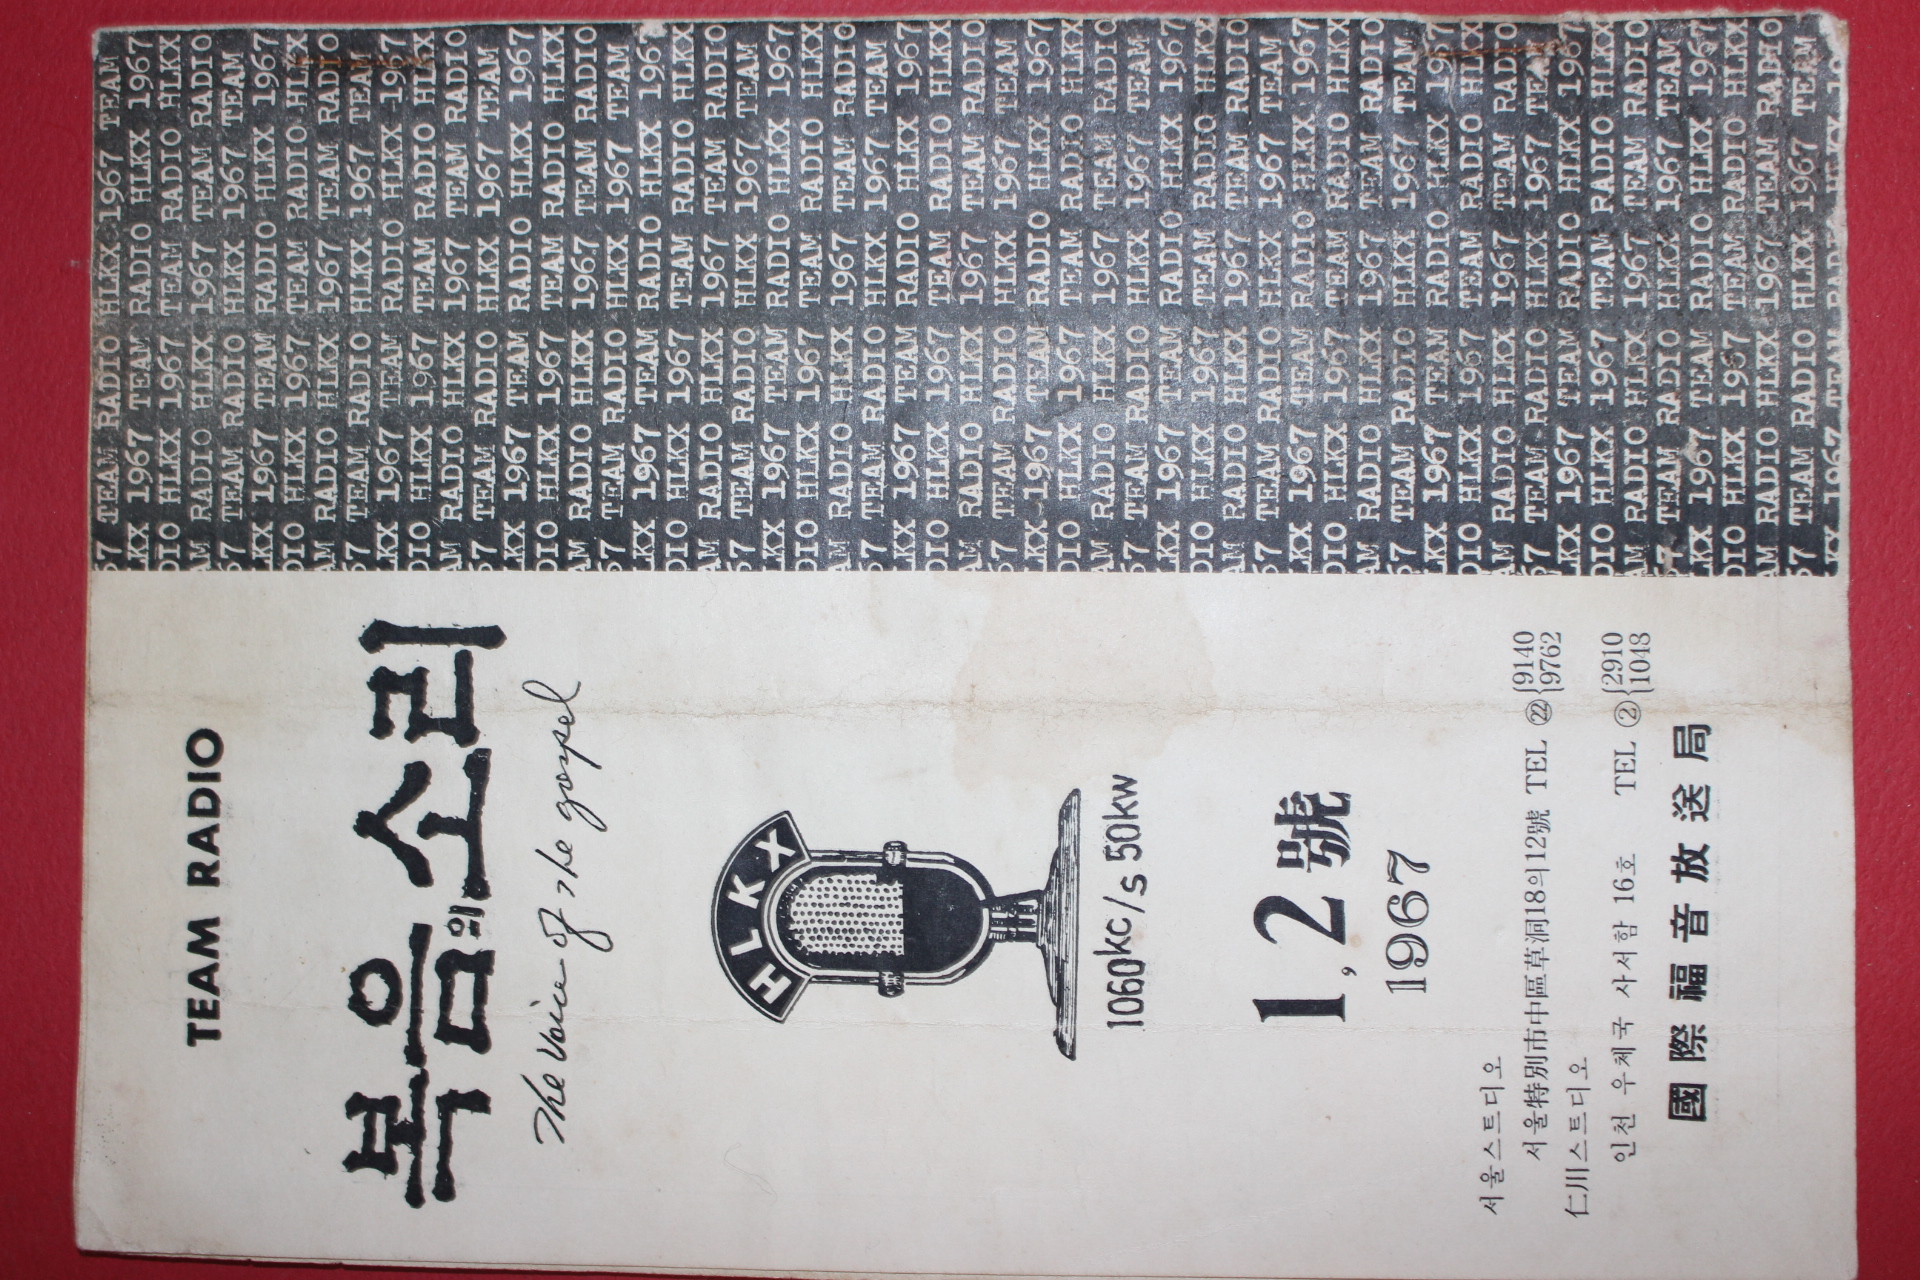 TEAM RADIO
복음의 소리
The Voice of the gospel
HLKX
1060kc/s 50kw
1,2號
1967
서울스트디오
서울特別市中區草洞18의12號 TEL ㉒{9140
9762
仁川스트디오
인천 우체국 사서함 16호 TEL ②{2910
1048
國際福音放送局
TEAM RADIO HLKX 1967 TEAM RADIO HLKX 1967 TEAM